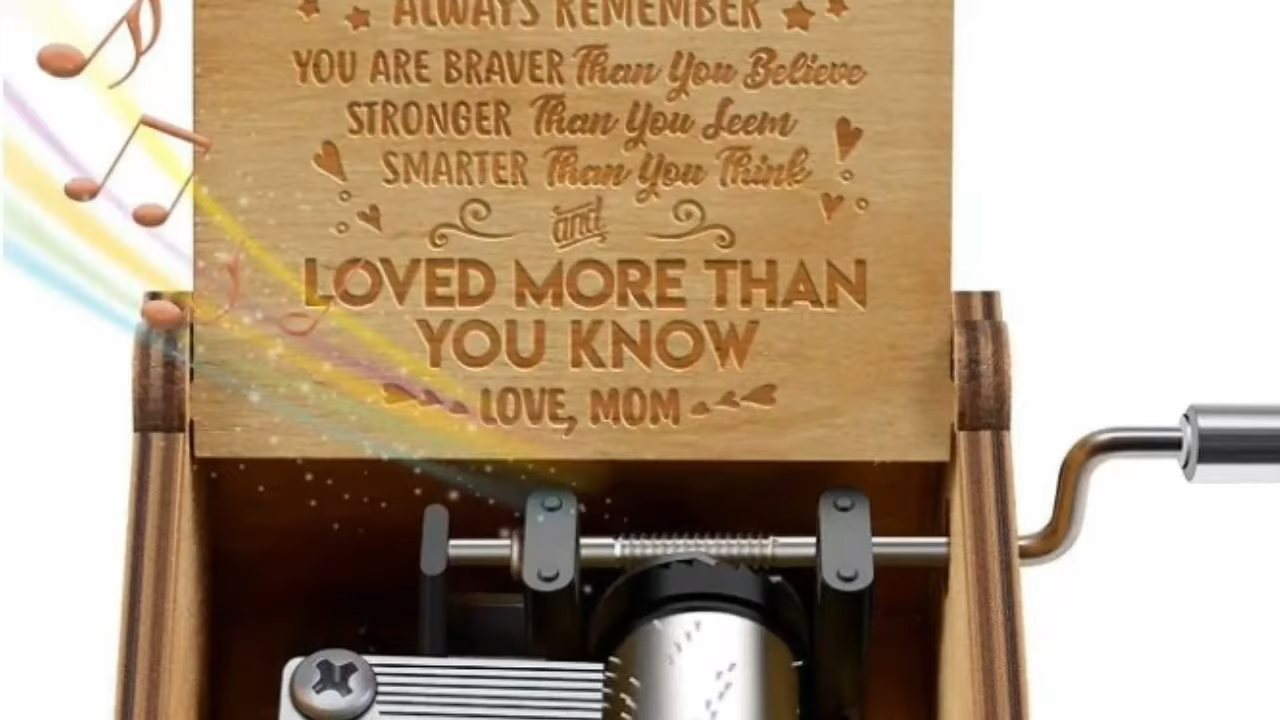 ALWAYS REMEMBER
YOU ARE BRAVER Than You Believe
STRONGER Than You Seem
SMARTER Than You Think
and
LOVED MORE THAN
YOU KNOW
LOVE, MOM